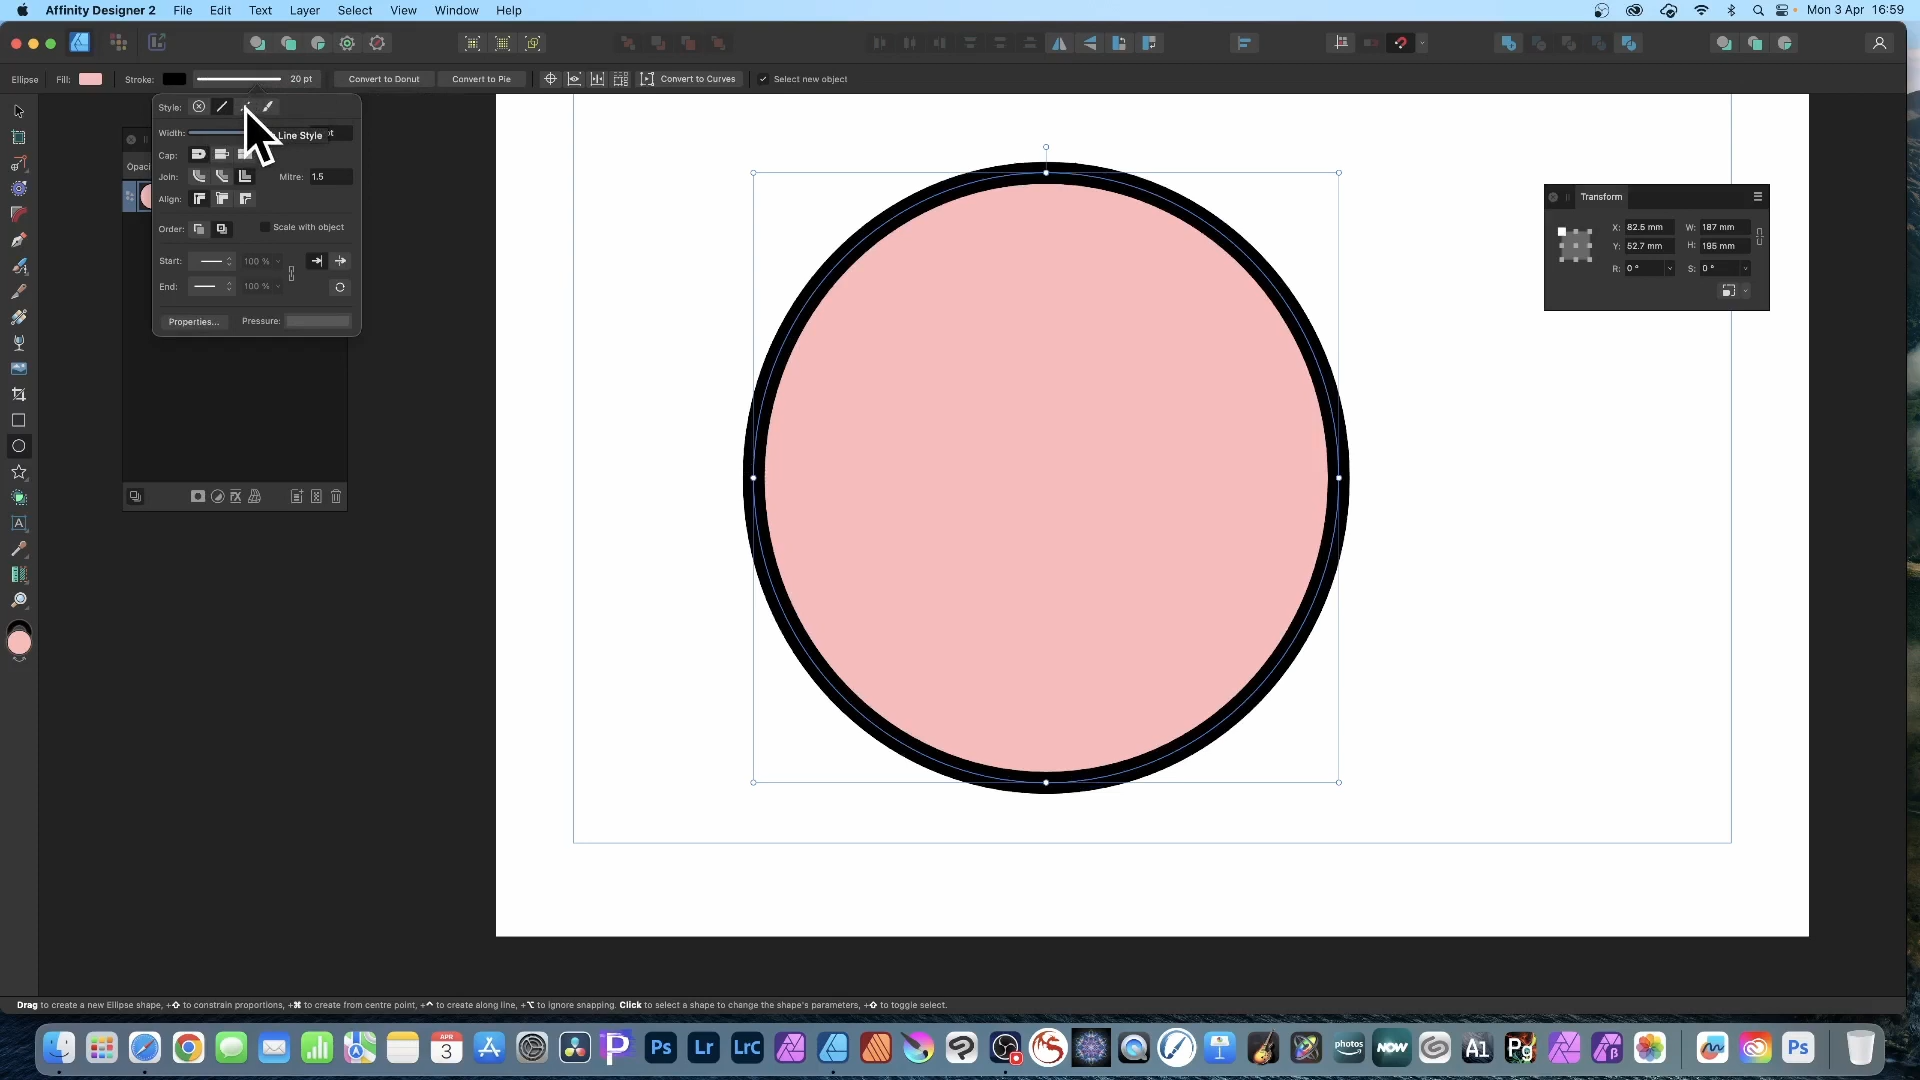 Affinity Designer 2 File Edit Text Layer Select View Window Help Mon 3 Apr 16:59
Ellipse Fill: Stroke: 20 pt Convert to Donut Convert to Pie Convert to Curves Select new object
Style:
Line Style
Width: pt
Cap:
Join: Mitre: 1.5
Align:
Order: Scale with object
Start: 100 %
End: 100 %
Properties... Pressure:
Opaci
Transform
X: 82.5 mm W: 187 mm
Y: 52.7 mm H: 195 mm
R: 0 ° S: 0 °
Drag to create a new Ellipse shape, +⇧ to constrain proportions, +⌘ to create from centre point, +⌃ to create along line, +⌥ to ignore snapping. Click to select a shape to change the shape's parameters, +⇧ to toggle select.
APR
3
Ps Lr LrC photos NOW A1 Pg Ps